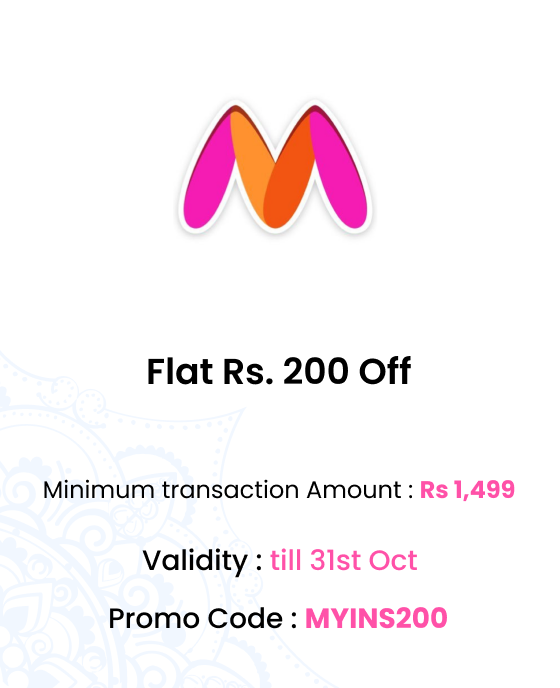 Flat Rs. 200 Off
Minimum transaction Amount : Rs 1,499
Validity : till 31st Oct
Promo Code : MYINS200